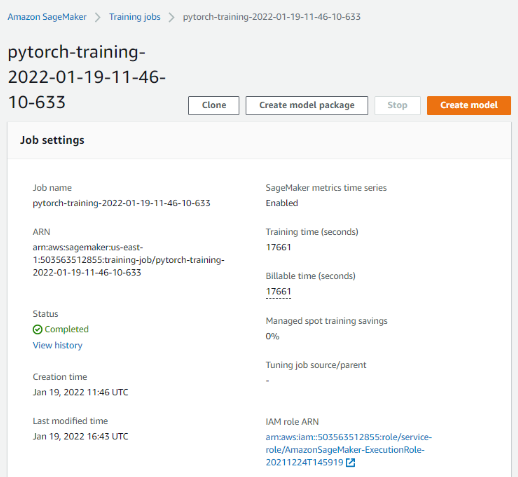 Amazon SageMaker > Training jobs > pytorch-training-2022-01-19-11-46-10-633
pytorch-training-
2022-01-19-11-46-
10-633
Clone
Create model package
Stop
Create model
Job settings
Job name
pytorch-training-2022-01-19-11-46-10-633
ARN
arn:aws:sagemaker:us-east-
1:503563512855:training-job/pytorch-training-
2022-01-19-11-46-10-633
Status
Completed
View history
Creation time
Jan 19, 2022 11:46 UTC
Last modified time
Jan 19, 2022 16:43 UTC
SageMaker metrics time series
Enabled
Training time (seconds)
17661
Billable time (seconds)
17661
Managed spot training savings
0%
Tuning job source/parent
-
IAM role ARN
arn:aws:iam::503563512855:role/service-
role/AmazonSageMaker-ExecutionRole-
20211224T145919